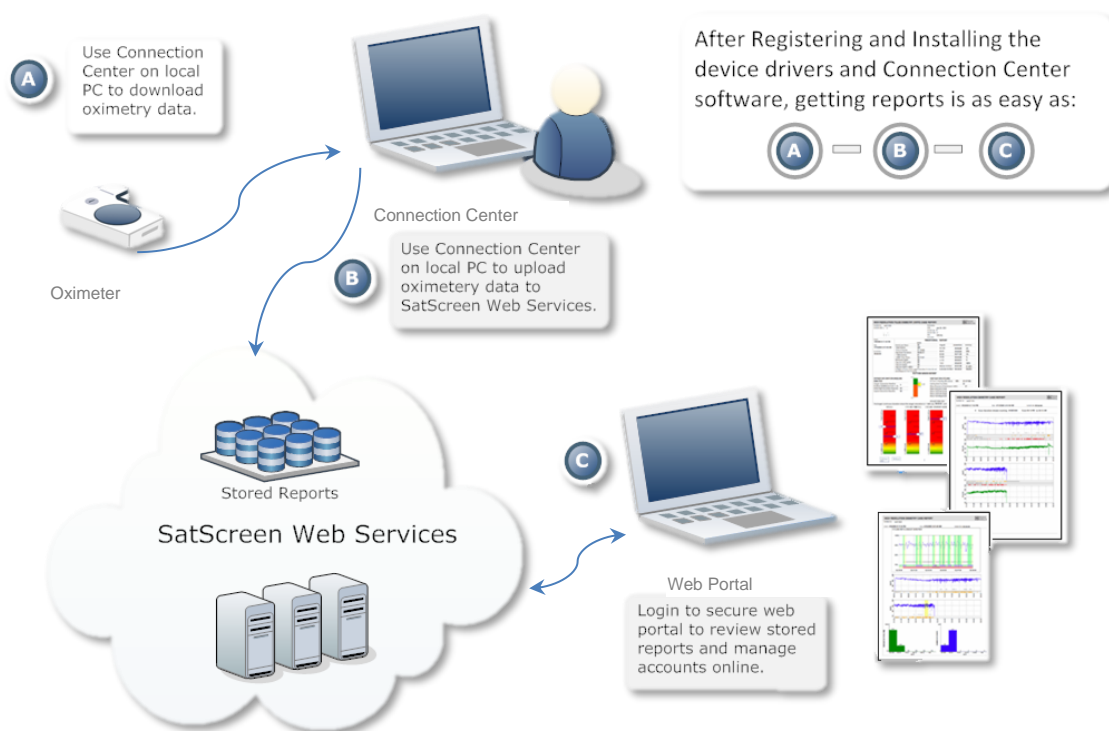 A
Use Connection
Center on local
PC to download
oximetry data.
After Registering and Installing the
device drivers and Connection Center
software, getting reports is as easy as:
A B C
Oximeter
Connection Center
B
Use Connection Center
on local PC to upload
oximetery data to
SatScreen Web Services.
Stored Reports
SatScreen Web Services
C
Web Portal
Login to secure web
portal to review stored
reports and manage
accounts online.